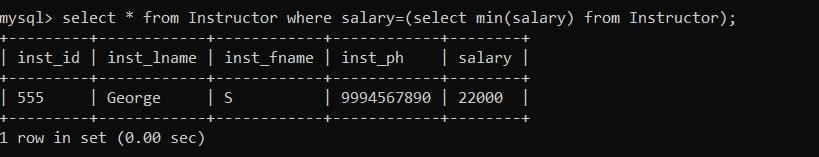 mysql> select * from Instructor where salary=(select min(salary) from Instructor);
+---------+------------+------------+------------+--------+
| inst_id | inst_lname | inst_fname | inst_ph    | salary |
+---------+------------+------------+------------+--------+
| 555     | George     | S          | 9994567890 | 22000  |
+---------+------------+------------+------------+--------+
1 row in set (0.00 sec)